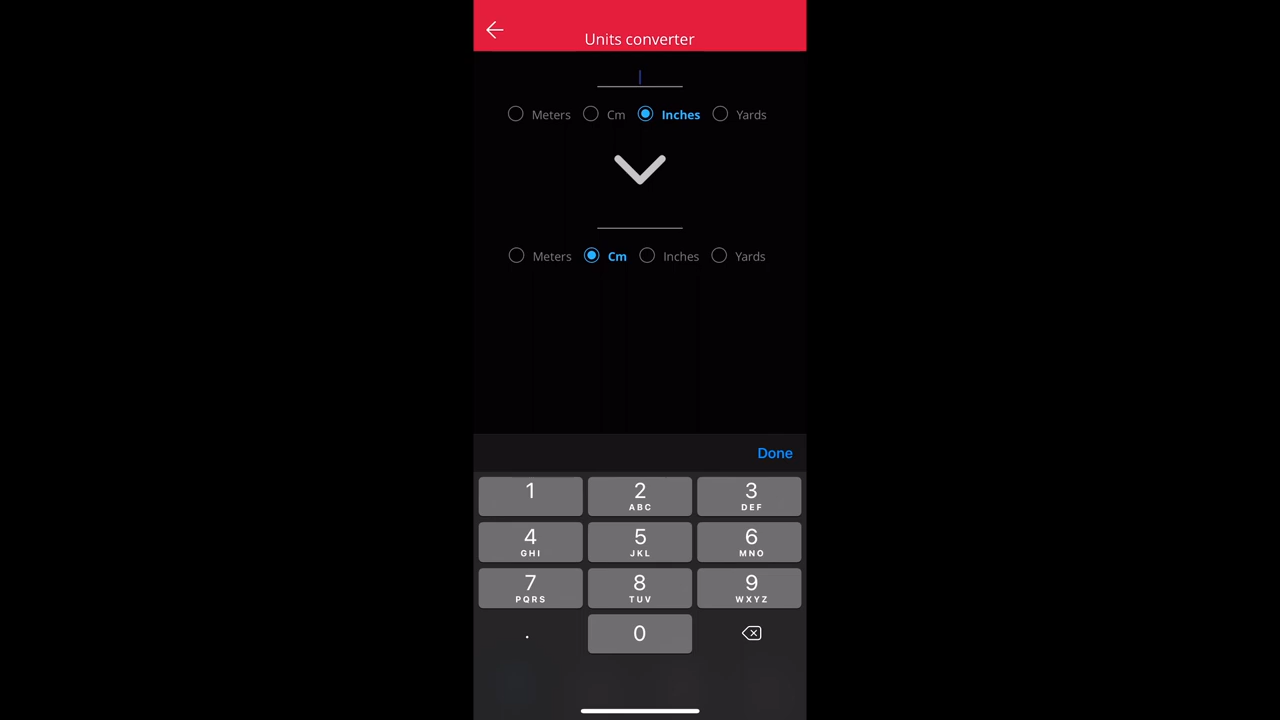 Units converter
Meters Cm Inches Yards
Meters Cm Inches Yards
Done
1 2 3
ABC DEF
4 5 6
GHI JKL MNO
7 8 9
PQRS TUV WXYZ
. 0